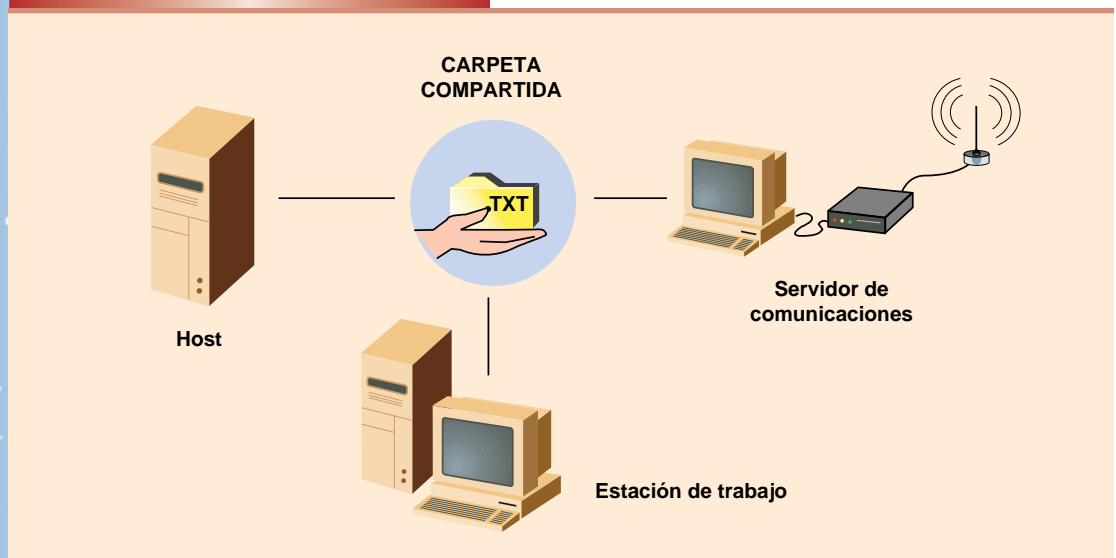 CARPETA
COMPARTIDA
TXT
Servidor de
comunicaciones
Host
Estación de trabajo